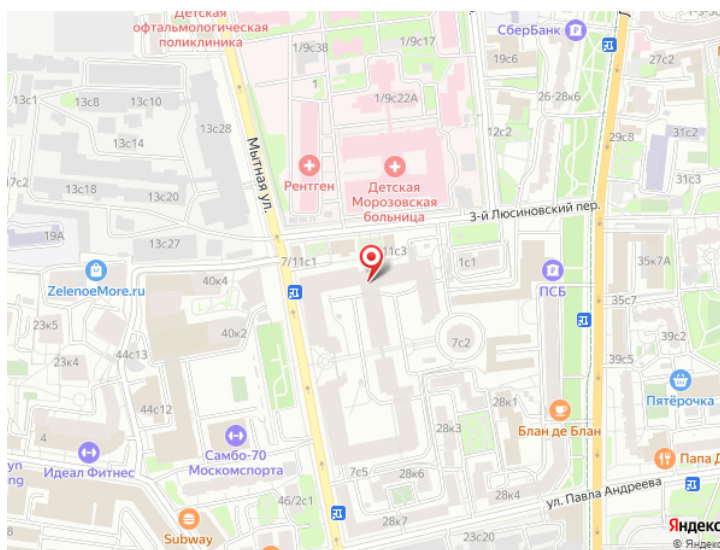 Детская
офтальмологическая
поликлиника
1/9с38
1/9с17
СберБанк
19с6
27с2
13с1
13с8
13с10
1
1/9с22А
26-28к6
13с28
12с2
29с8
31с2
13с14
Мытная ул.
Рентген
Детская
Морозовская
больница
13с18
13с20
31с3
3-й Люсиновский пер.
19А
13с27
7/11с1
11с3
1с1
35к7А
ZelenoeMore.ru
40к4
ПСБ
35с7
23к5
40к2
7с2
39с2
23к4
44с13
39с5
Пятёрочка
44с12
28к1
4
Самбо-70
Москомспорта
28к3
Блан де Блан
Идеал Фитнес
7с5
28к6
Папа Д
46/2с1
28к4
ул. Павла Андреева
Subway
28к7
Яндекс
© Яндекс